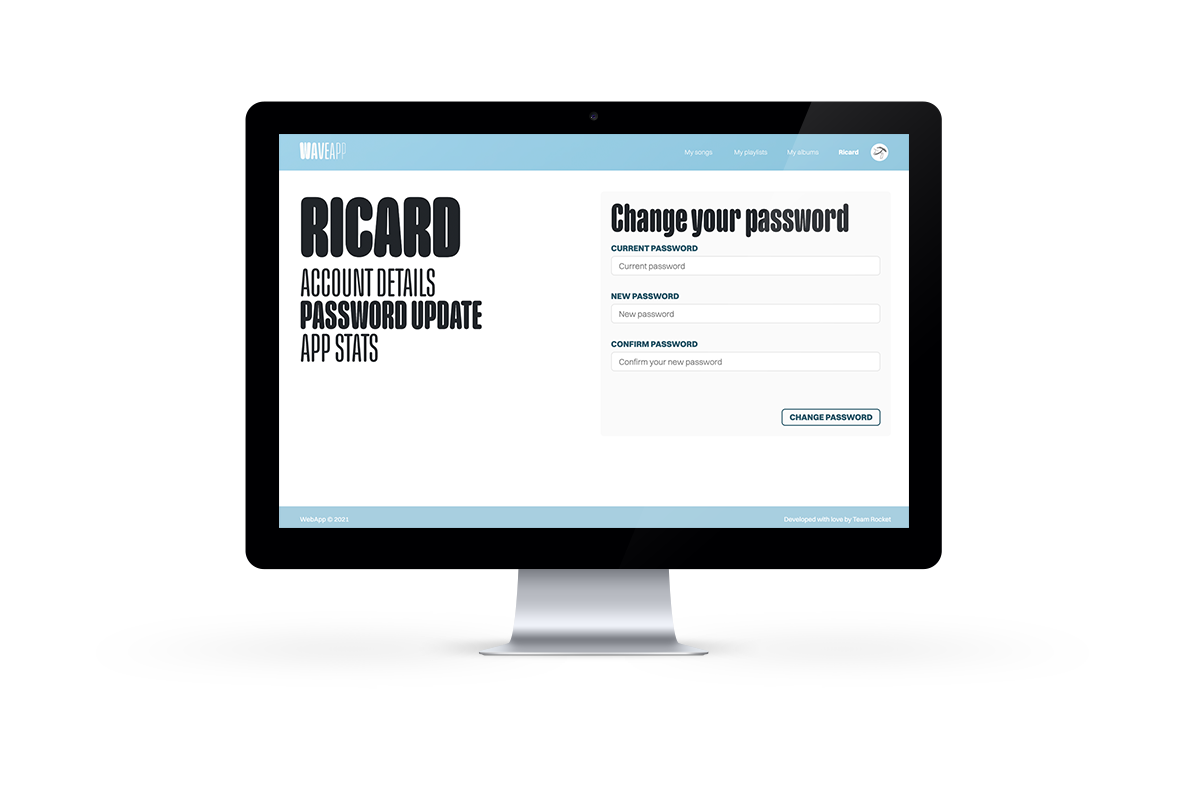 WAVEAPP
My songs My playlists My albums Ricard
RICARD
ACCOUNT DETAILS
PASSWORD UPDATE
APP STATS
Change your password
CURRENT PASSWORD
Current password
NEW PASSWORD
New password
CONFIRM PASSWORD
Confirm your new password
CHANGE PASSWORD
WebApp © 2021
Developed with love by Team Rocket